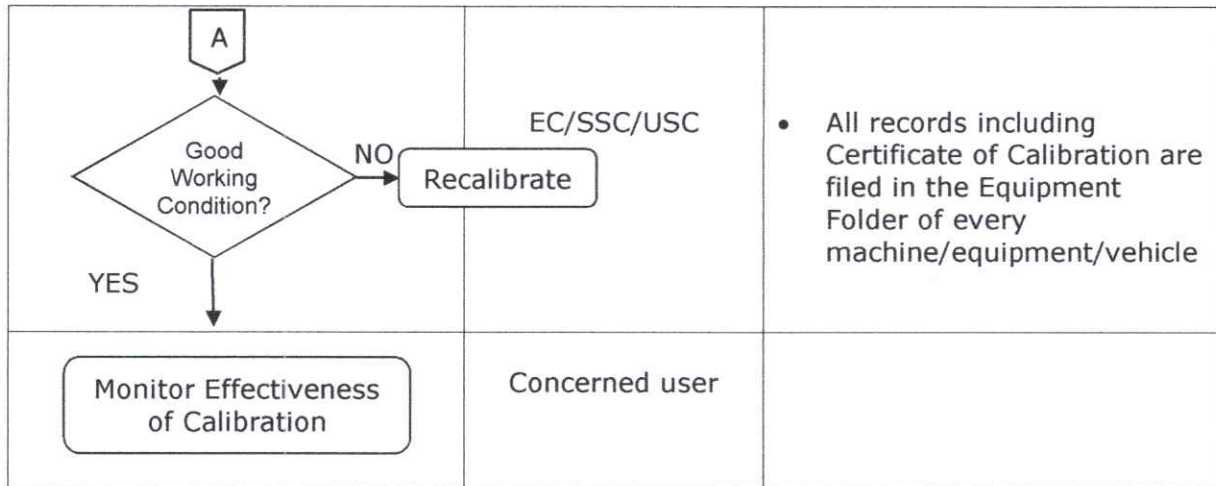 A
Good
Working
Condition?
NO
Recalibrate
YES
EC/SSC/USC
• All records including
Certificate of Calibration are
filed in the Equipment
Folder of every
machine/equipment/vehicle
Monitor Effectiveness
of Calibration
Concerned user